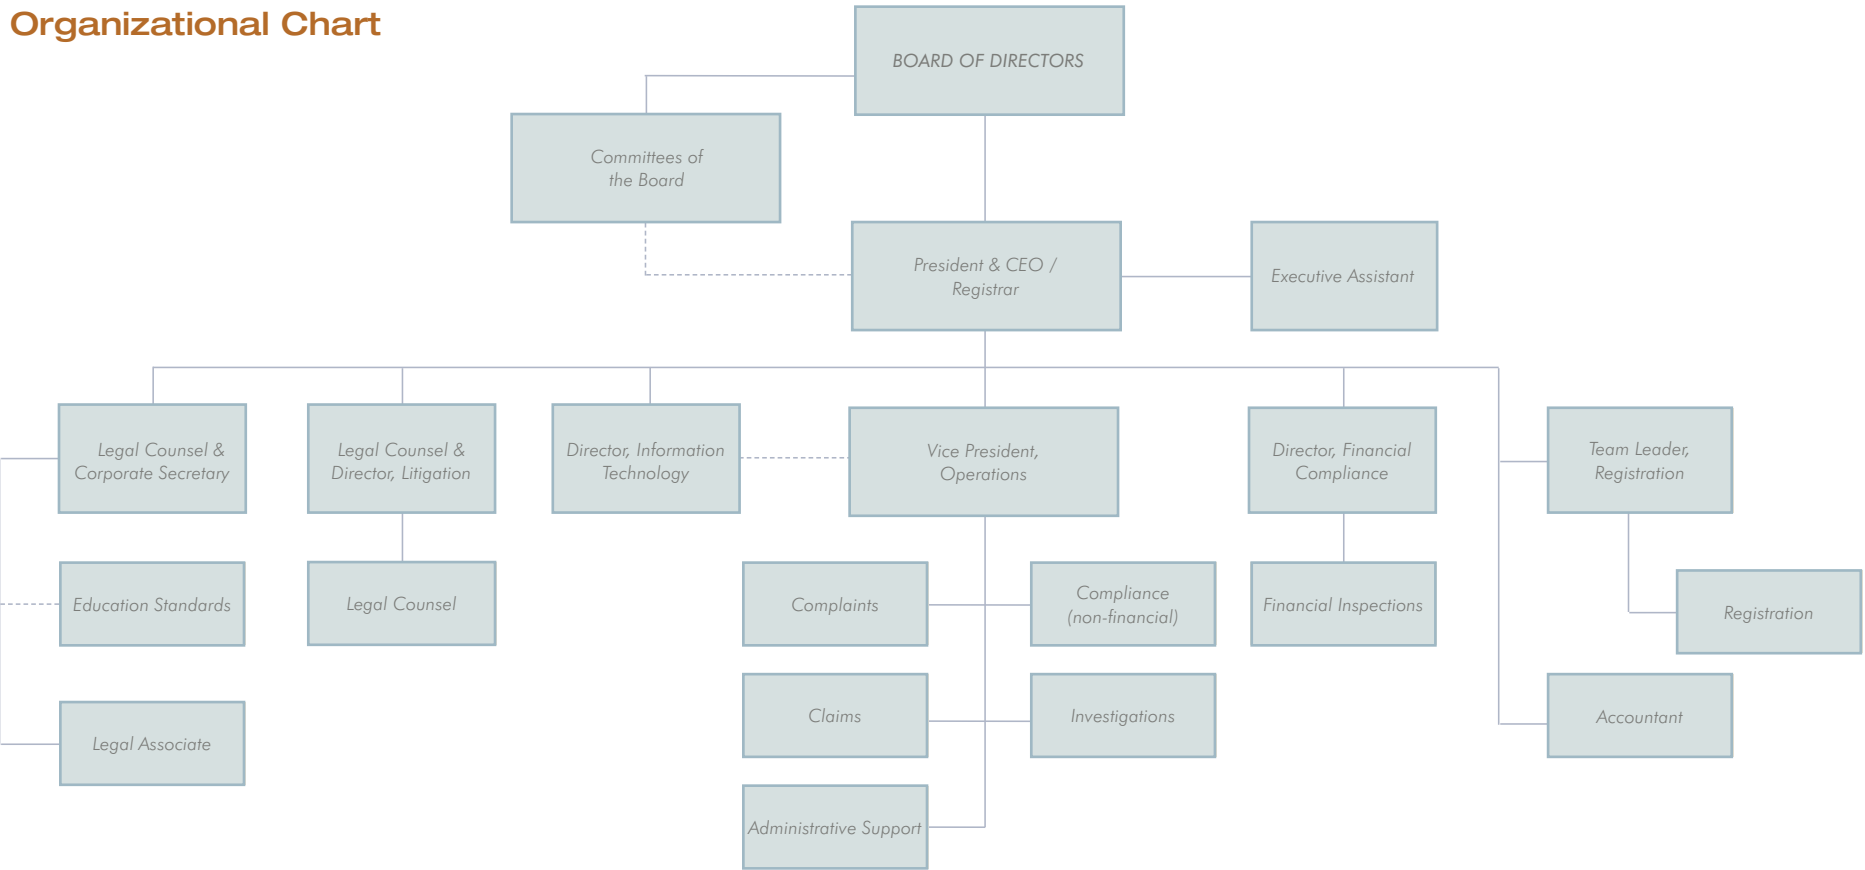 Organizational Chart
BOARD OF DIRECTORS
Committees of
the Board
President & CEO /
Registrar
Executive Assistant
Legal Counsel &
Corporate Secretary
Legal Counsel &
Director, Litigation
Director, Information
Technology
Vice President,
Operations
Director, Financial
Compliance
Team Leader,
Registration
Education Standards
Legal Counsel
Complaints
Compliance
(non-financial)
Financial Inspections
Registration
Legal Associate
Claims
Investigations
Accountant
Administrative Support